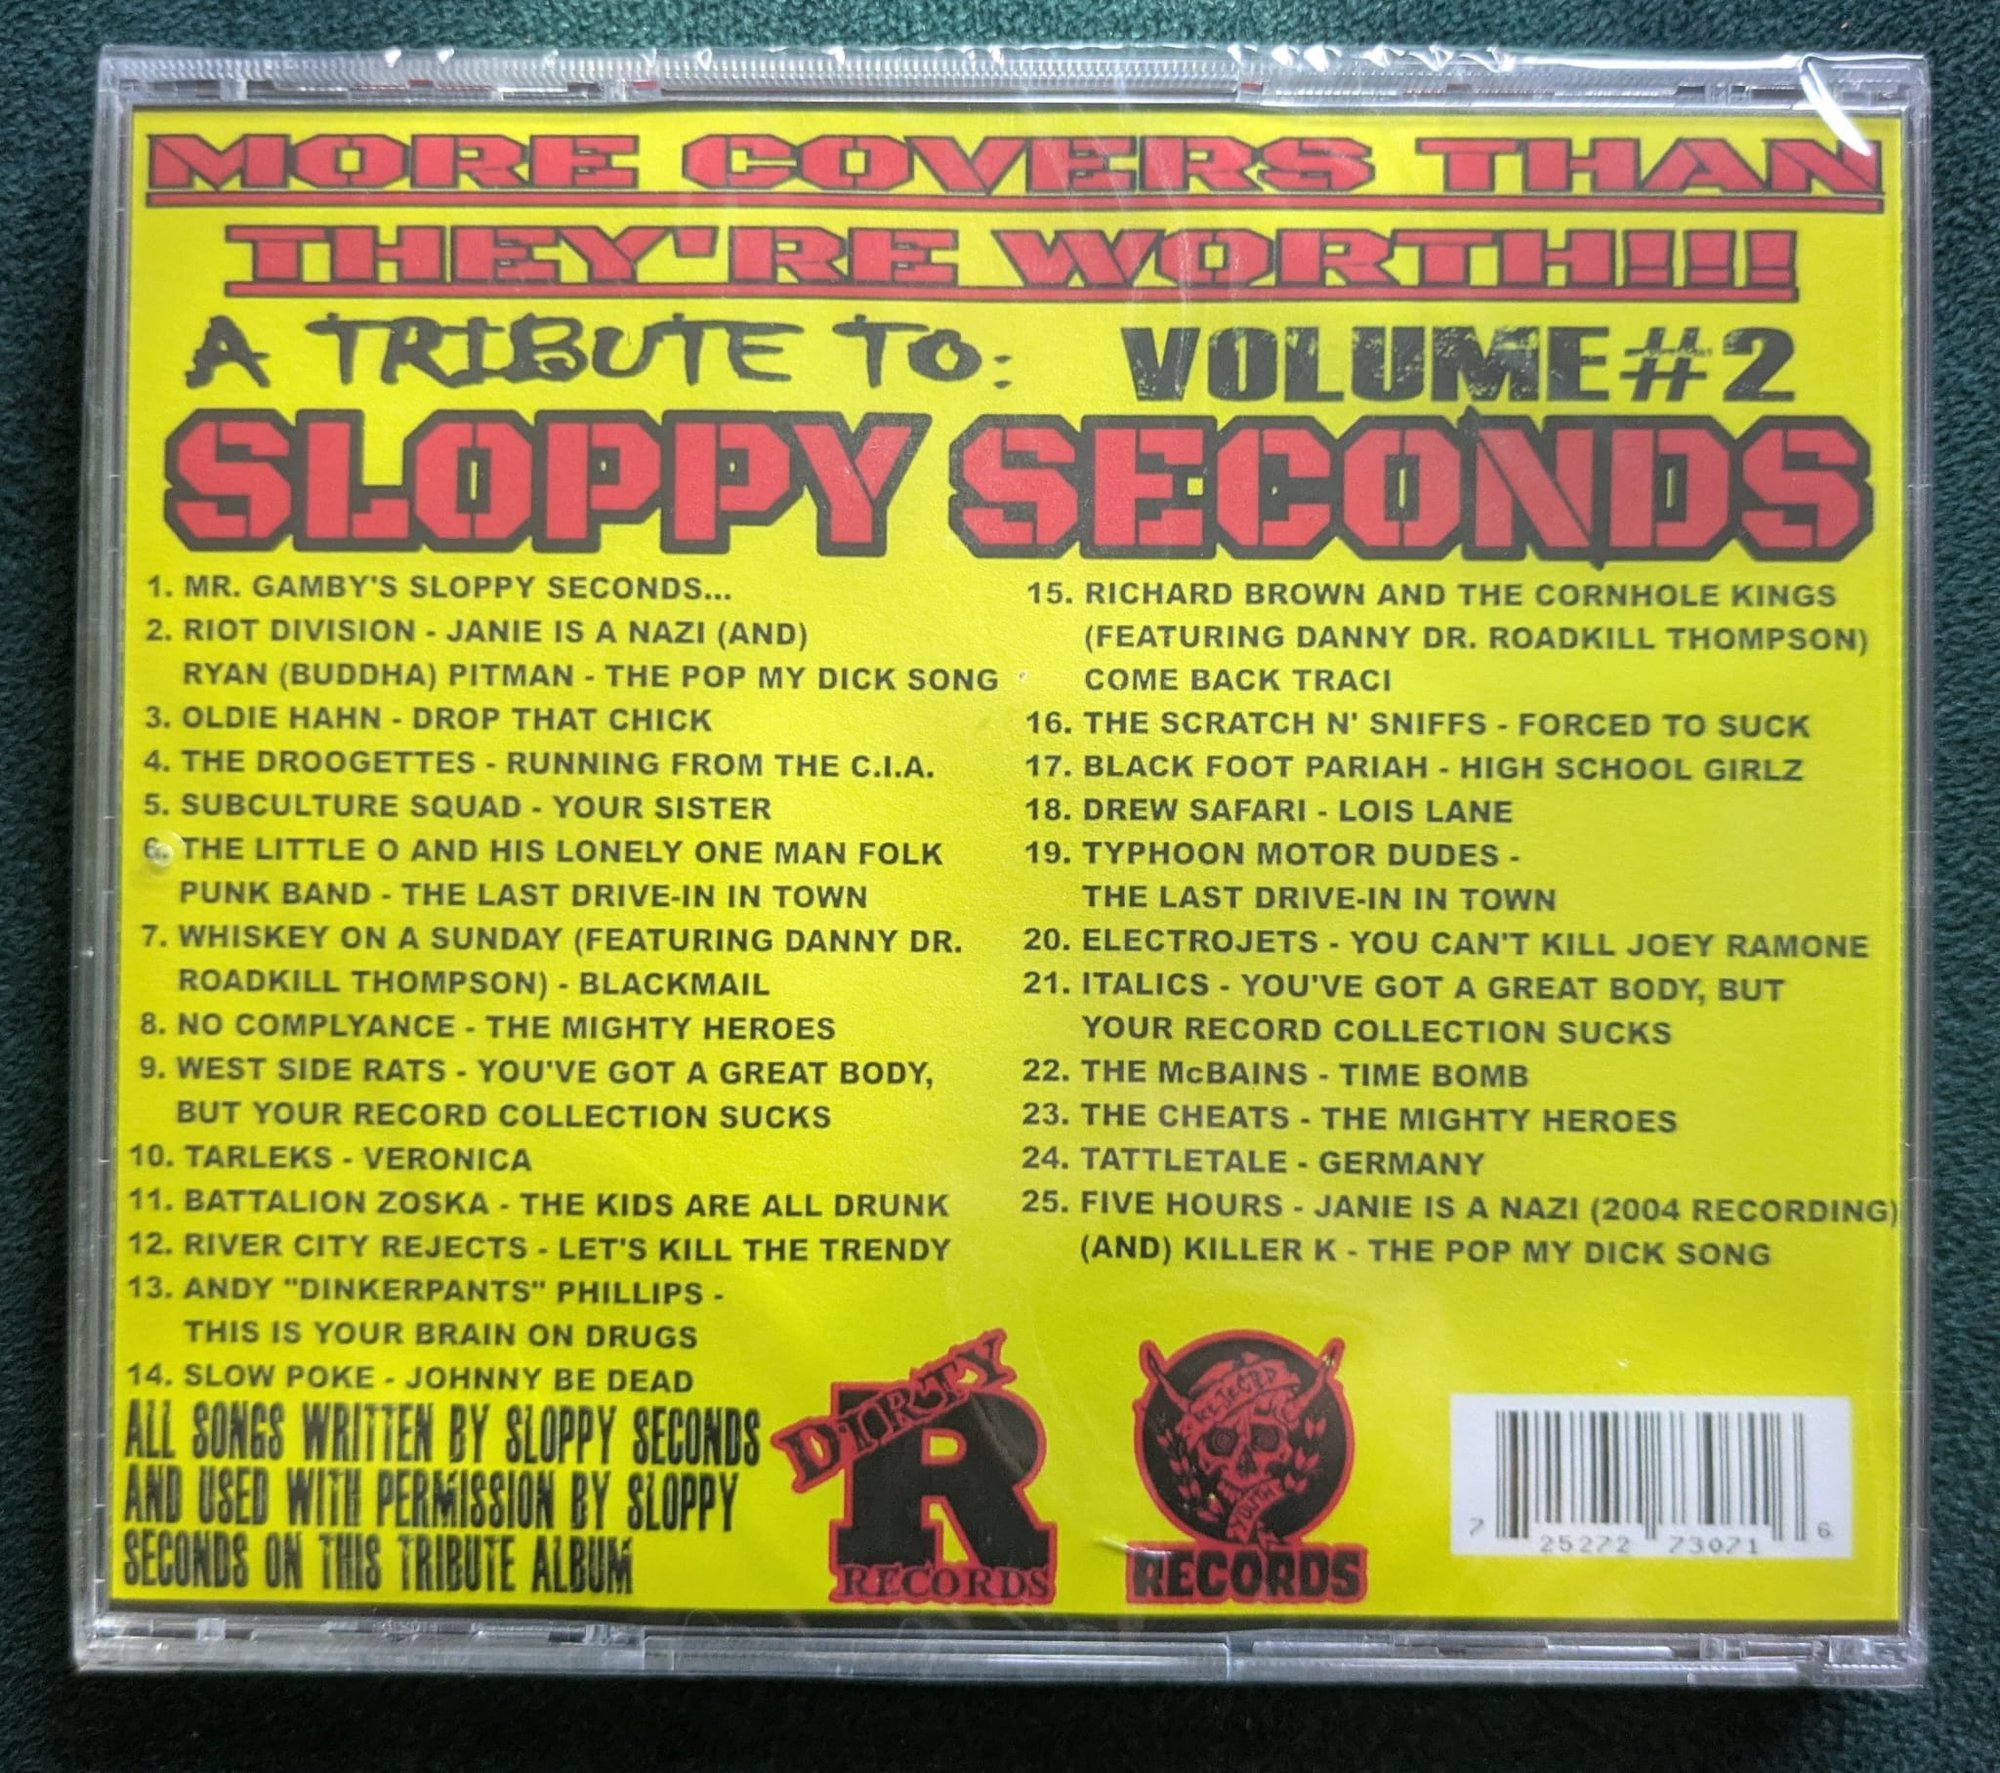 MORE COVERS THAN
THEY'RE WORTH!!!
A TRIBUTE TO: VOLUME #2
SLOPPY SECONDS
1. MR. GAMBY'S SLOPPY SECONDS...
2. RIOT DIVISION - JANIE IS A NAZI (AND)
RYAN (BUDDHA) PITMAN - THE POP MY DICK SONG
3. OLDIE HAHN - DROP THAT CHICK
4. THE DROOGETTES - RUNNING FROM THE C.I.A.
5. SUBCULTURE SQUAD - YOUR SISTER
6. THE LITTLE O AND HIS LONELY ONE MAN FOLK
PUNK BAND - THE LAST DRIVE-IN IN TOWN
7. WHISKEY ON A SUNDAY (FEATURING DANNY DR.
ROADKILL THOMPSON) - BLACKMAIL
8. NO COMPLYANCE - THE MIGHTY HEROES
9. WEST SIDE RATS - YOU'VE GOT A GREAT BODY,
BUT YOUR RECORD COLLECTION SUCKS
10. TARLEKS - VERONICA
11. BATTALION ZOSKA - THE KIDS ARE ALL DRUNK
12. RIVER CITY REJECTS - LET'S KILL THE TRENDY
13. ANDY "DINKERPANTS" PHILLIPS -
THIS IS YOUR BRAIN ON DRUGS
14. SLOW POKE - JOHNNY BE DEAD
15. RICHARD BROWN AND THE CORNHOLE KINGS
(FEATURING DANNY DR. ROADKILL THOMPSON)
COME BACK TRACI
16. THE SCRATCH N' SNIFFS - FORCED TO SUCK
17. BLACK FOOT PARIAH - HIGH SCHOOL GIRLZ
18. DREW SAFARI - LOIS LANE
19. TYPHOON MOTOR DUDES -
THE LAST DRIVE-IN IN TOWN
20. ELECTROJETS - YOU CAN'T KILL JOEY RAMONE
21. ITALICS - YOU'VE GOT A GREAT BODY, BUT
YOUR RECORD COLLECTION SUCKS
22. THE McBAINS - TIME BOMB
23. THE CHEATS - THE MIGHTY HEROES
24. TATTLETALE - GERMANY
25. FIVE HOURS - JANIE IS A NAZI (2004 RECORDING)
(AND) KILLER K - THE POP MY DICK SONG
ALL SONGS WRITTEN BY SLOPPY SECONDS
AND USED WITH PERMISSION BY SLOPPY
SECONDS ON THIS TRIBUTE ALBUM
DIRTY
R
RECORDS
REJECTED
YOUTH
RECORDS
7 25272 73071 6